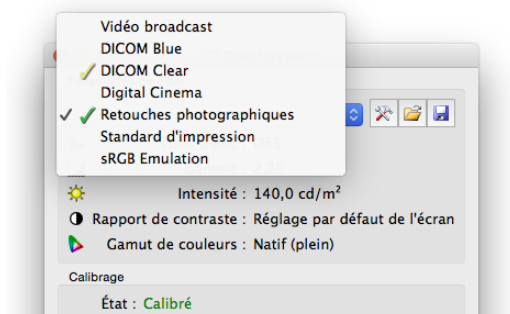 Vidéo broadcast
DICOM Blue
DICOM Clear
Digital Cinema
Retouches photographiques
Standard d'impression
sRGB Emulation
Intensité : 140,0 cd/m²
Rapport de contraste : Réglage par défaut de l'écran
Gamut de couleurs : Natif (plein)
Calibrage
État : Calibré